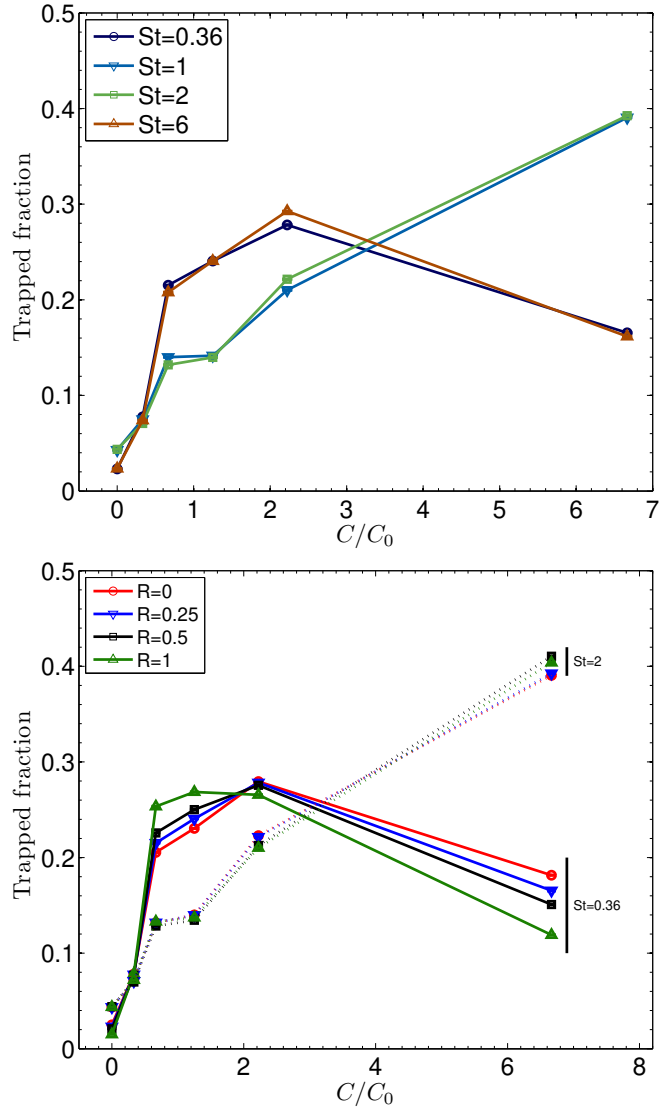 0.5
0.4
0.3
0.2
0.1
0
Trapped fraction
St=0.36
St=1
St=2
St=6
0 1 2 3 4 5 6 7
C/C₀
0.5
0.4
0.3
0.2
0.1
0
Trapped fraction
R=0
R=0.25
R=0.5
R=1
St=2
St=0.36
0 2 4 6 8
C/C₀